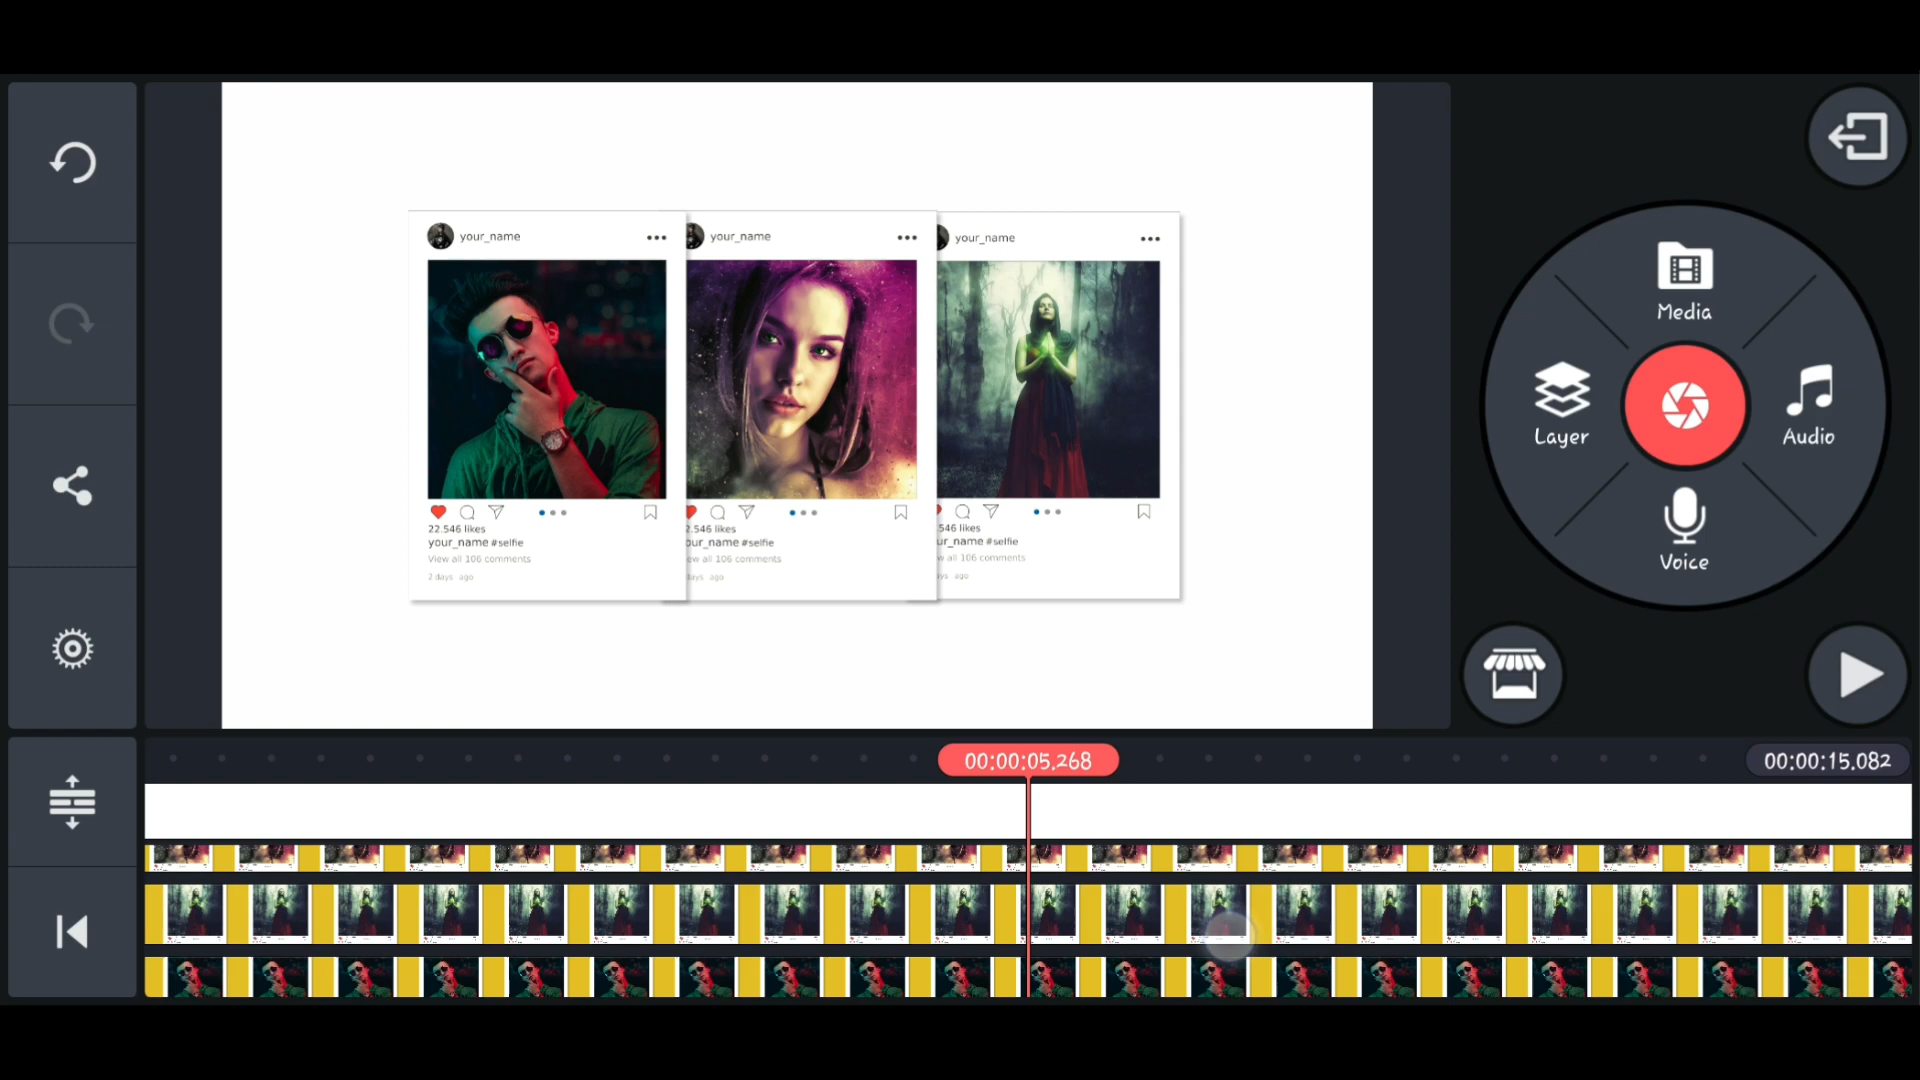 your_name
your_name
your_name
22.546 likes
your_name #selfie
View all 106 comments
2 days ago
2.546 likes
our_name #selfie
ew all 106 comments
days ago
546 likes
ur_name #selfie
w all 106 comments
ys ago
Media
Layer
Audio
Voice
00:00:05.268
00:00:15.082